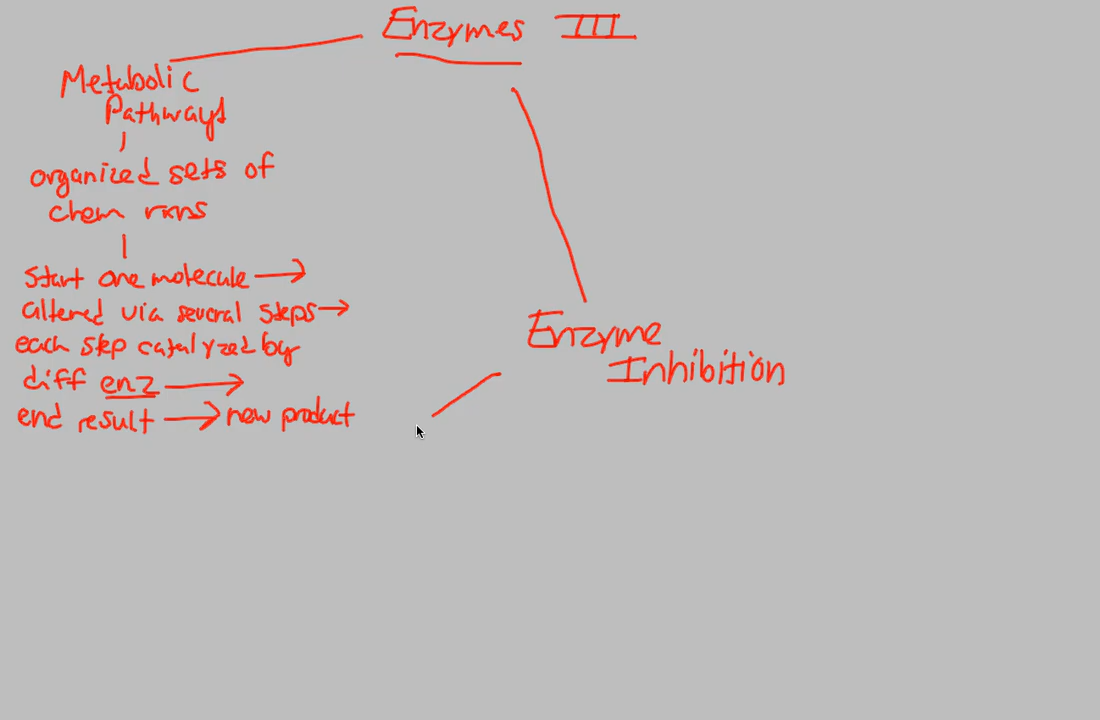 Enzymes III
Metabolic
Pathways
organized sets of
chem rxns
Start one molecule →
altered via several steps →
each step catalyzed by
diff enz →
end result → new product
Enzyme
Inhibition